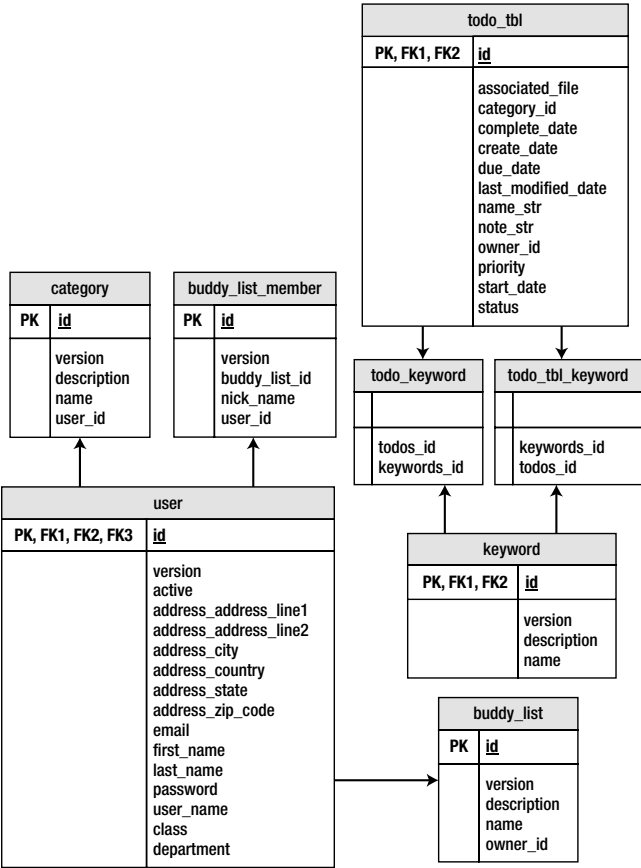 todo_tbl
PK, FK1, FK2 id
associated_file
category_id
complete_date
create_date
due_date
last_modified_date
name_str
note_str
owner_id
priority
start_date
status
category
PK id
version
description
name
user_id
buddy_list_member
PK id
version
buddy_list_id
nick_name
user_id
todo_keyword
todos_id
keywords_id
todo_tbl_keyword
keywords_id
todos_id
user
PK, FK1, FK2, FK3 id
version
active
address_address_line1
address_address_line2
address_city
address_country
address_state
address_zip_code
email
first_name
last_name
password
user_name
class
department
keyword
PK, FK1, FK2 id
version
description
name
buddy_list
PK id
version
description
name
owner_id